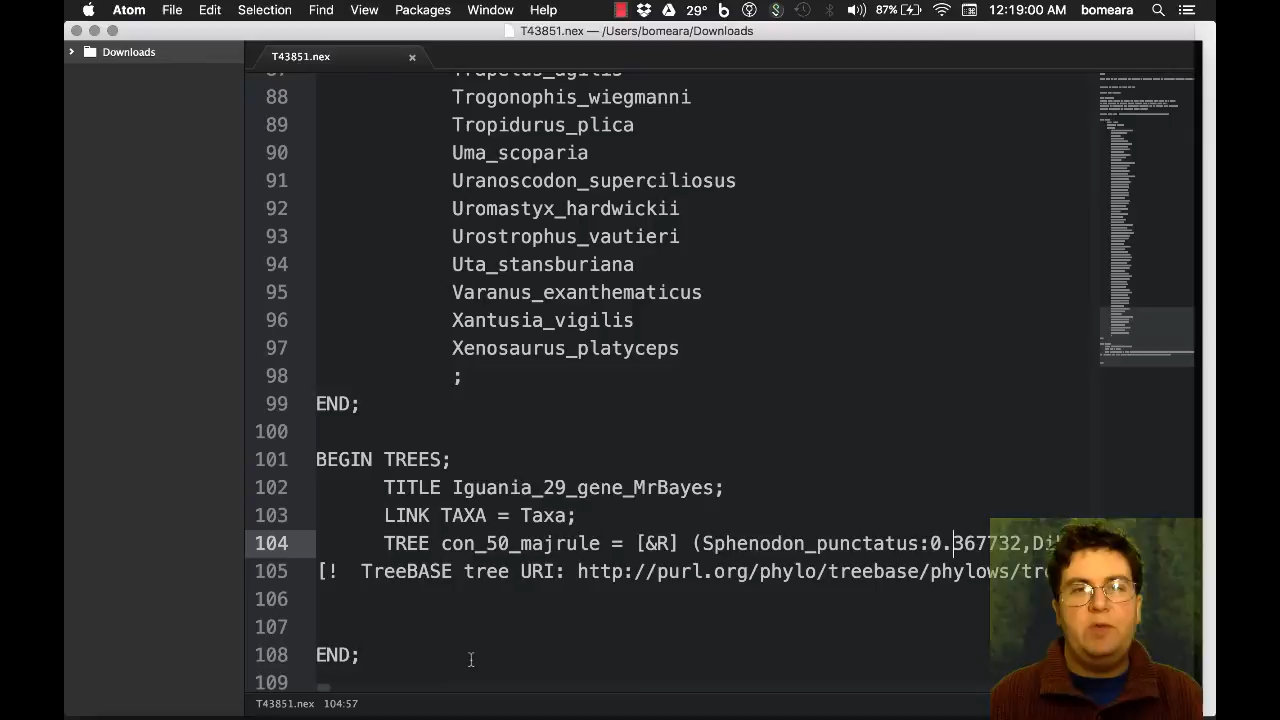 Atom File Edit Selection Find View Packages Window Help 29° 87% 12:19:00 AM bomeara
T43851.nex — /Users/bomeara/Downloads
Downloads
T43851.nex
87 Trapelus_agilis
88 Trogonophis_wiegmanni
89 Tropidurus_plica
90 Uma_scoparia
91 Uranoscodon_superciliosus
92 Uromastyx_hardwickii
93 Urostrophus_vautieri
94 Uta_stansburiana
95 Varanus_exanthematicus
96 Xantusia_vigilis
97 Xenosaurus_platyceps
98 ;
99 END;
100
101 BEGIN TREES;
102 TITLE Iguania_29_gene_MrBayes;
103 LINK TAXA = Taxa;
104 TREE con_50_majrule = [&R] (Sphenodon_punctatus:0.367732,Di
105 [! TreeBASE tree URI: http://purl.org/phylo/treebase/phylows/tre
106
107
108 END;
109
T43851.nex 104:57